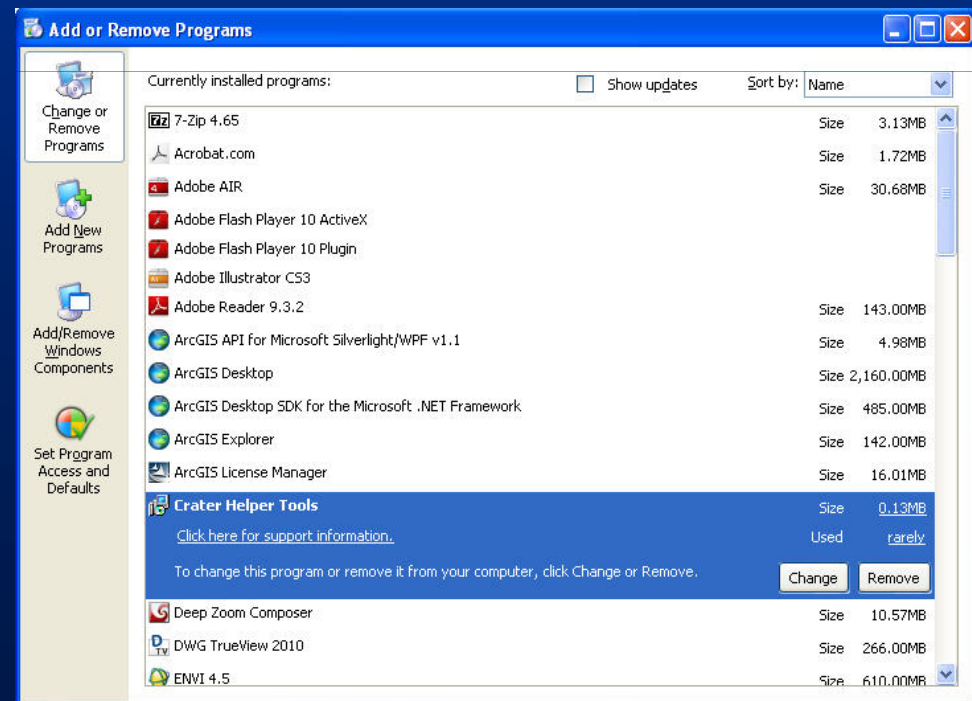 Add or Remove Programs
Change or
Remove
Programs
Add New
Programs
Add/Remove
Windows
Components
Set Program
Access and
Defaults
Currently installed programs:
Show updates
Sort by: Name
7-Zip 4.65 Size 3.13MB
Acrobat.com Size 1.72MB
Adobe AIR Size 30.68MB
Adobe Flash Player 10 ActiveX
Adobe Flash Player 10 Plugin
Adobe Illustrator CS3
Adobe Reader 9.3.2 Size 143.00MB
ArcGIS API for Microsoft Silverlight/WPF v1.1 Size 4.98MB
ArcGIS Desktop Size 2,160.00MB
ArcGIS Desktop SDK for the Microsoft .NET Framework Size 485.00MB
ArcGIS Explorer Size 142.00MB
ArcGIS License Manager Size 16.01MB
Crater Helper Tools Size 0.13MB
Click here for support information. Used rarely
To change this program or remove it from your computer, click Change or Remove. Change Remove
Deep Zoom Composer Size 10.57MB
DWG TrueView 2010 Size 266.00MB
ENVI 4.5 Size 610.00MB